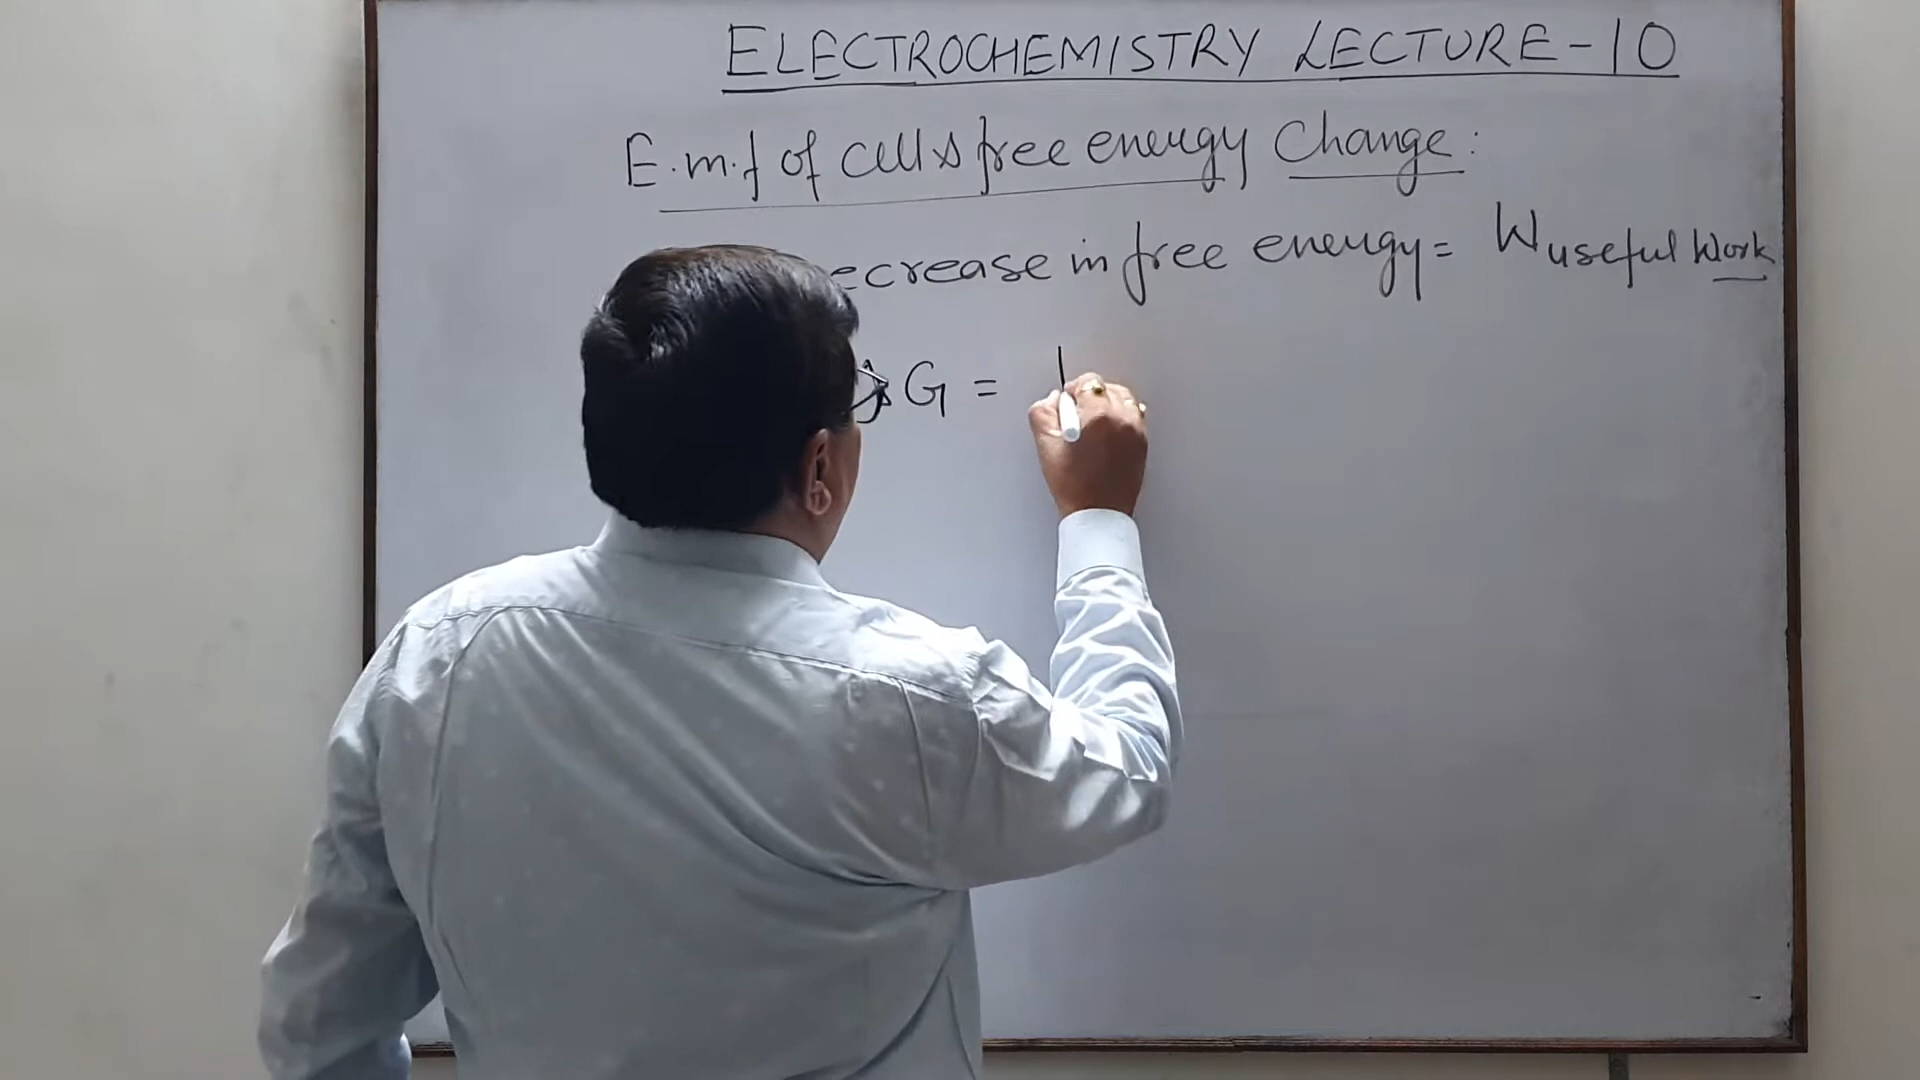 ELECTROCHEMISTRY LECTURE-10
E.m.f of cell & free energy Change:
ecrease in free energy = W useful Work
G =